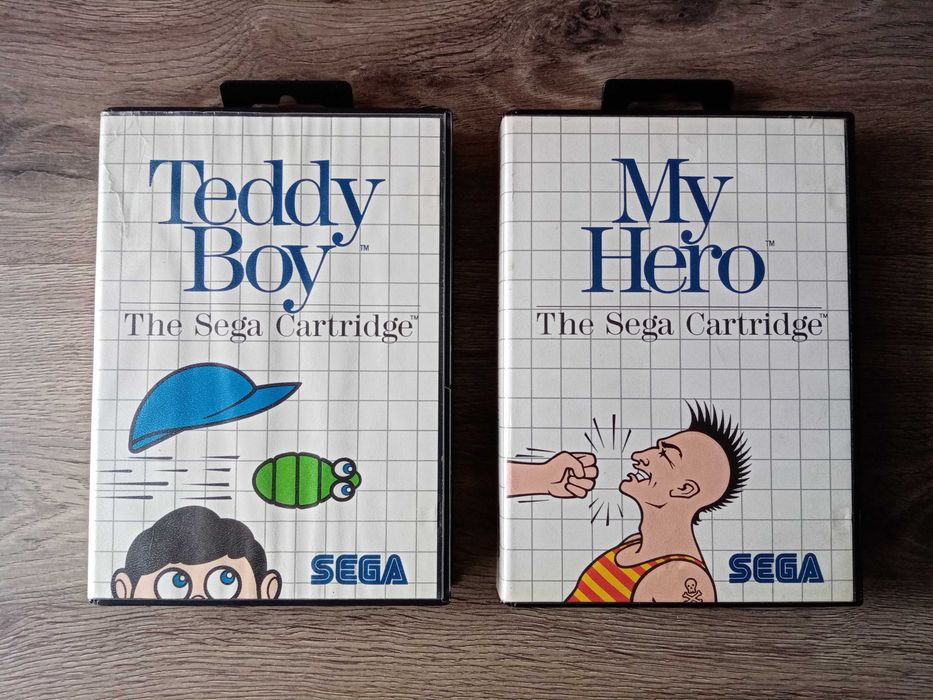 Teddy
Boy™
The Sega Cartridge™
SEGA
My
Hero™
The Sega Cartridge™
SEGA